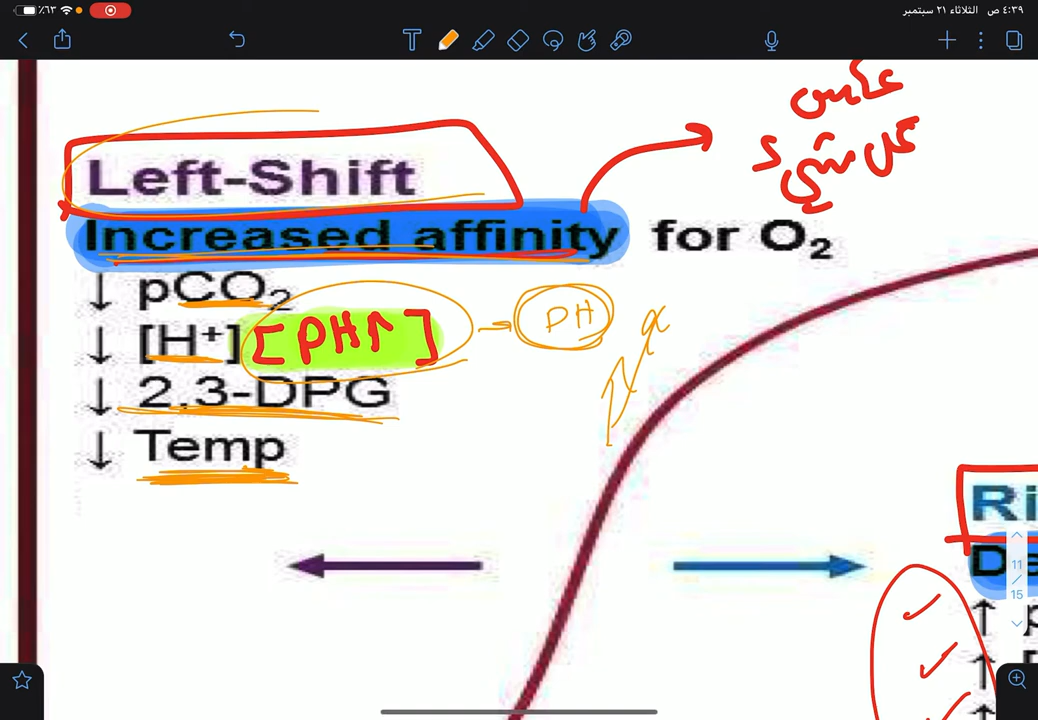 ٪٦٣
٤:٣٩ ص الثلاثاء ٢١ سبتمبر
عكس
كل شيء
Left-Shift
Increased affinity for O₂
↓ pCO₂
↓ [H⁺] [PH↑] → PH
↓ 2,3-DPG
↓ Temp
Ri
De
↑ p
↑ [
↑
11
/
15